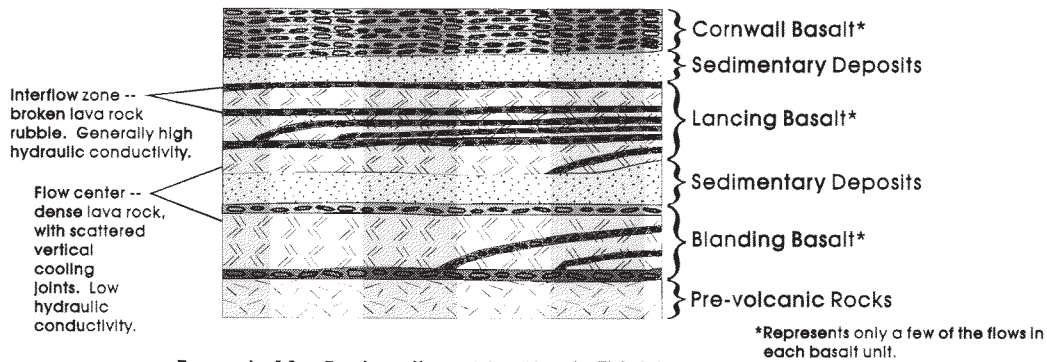 Cornwall Basalt*
Sedimentary Deposits
Lancing Basalt*
Sedimentary Deposits
Blanding Basalt*
Pre-volcanic Rocks
Interflow zone --
broken lava rock
rubble. Generally high
hydraulic conductivity.
Flow center --
dense lava rock,
with scattered
vertical
cooling
joints. Low
hydraulic
conductivity.
*Represents only a few of the flows in
each basalt unit.